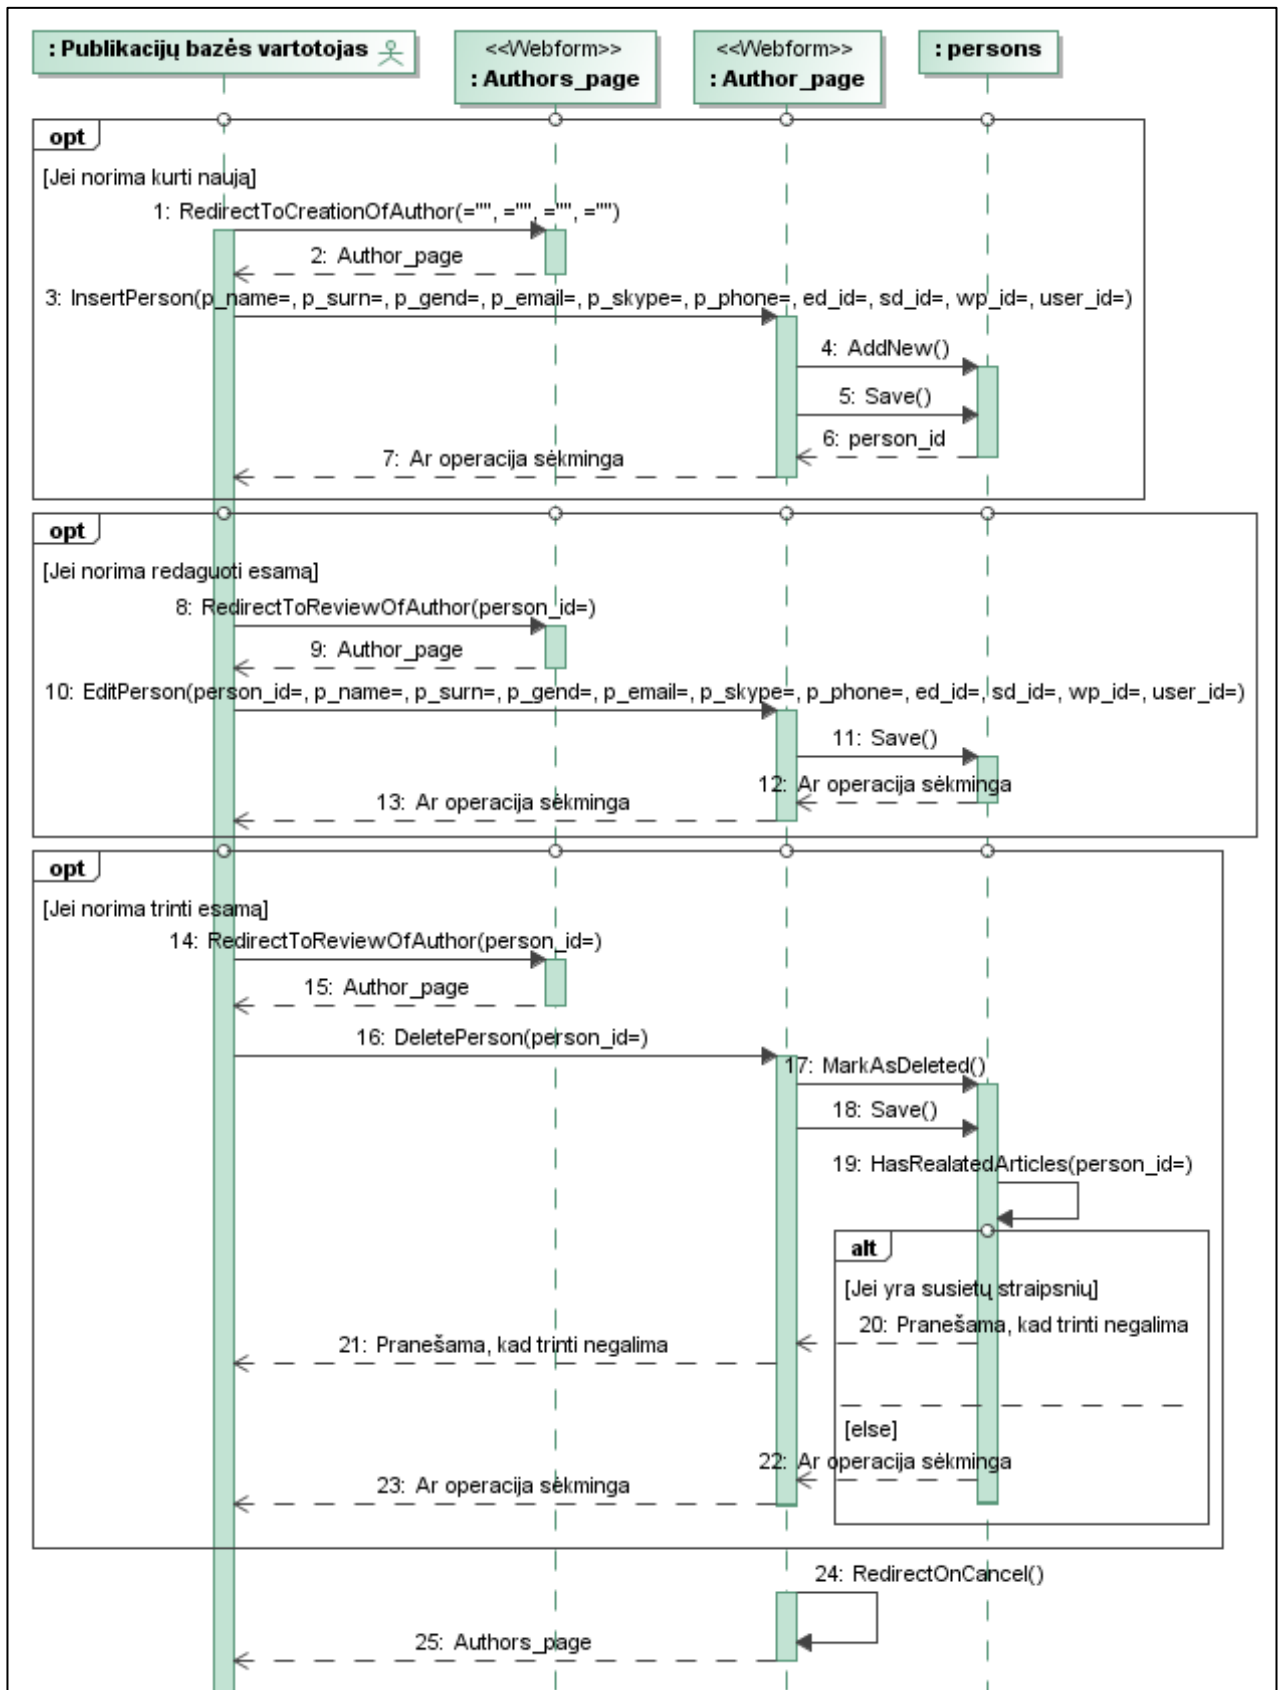 : Publikacijų bazės vartotojas
<<Webform>>
: Authors_page
<<Webform>>
: Author_page
: persons
opt
[Jei norima kurti naują]
1: RedirectToCreationOfAuthor(="", ="", ="", ="")
2: Author_page
3: InsertPerson(p_name=, p_surn=, p_gend=, p_email=, p_skype=, p_phone=, ed_id=, sd_id=, wp_id=, user_id=)
4: AddNew()
5: Save()
6: person_id
7: Ar operacija sėkminga
opt
[Jei norima redaguoti esamą]
8: RedirectToReviewOfAuthor(person_id=)
9: Author_page
10: EditPerson(person_id=, p_name=, p_surn=, p_gend=, p_email=, p_skype=, p_phone=, ed_id=, sd_id=, wp_id=, user_id=)
11: Save()
12: Ar operacija sėkminga
13: Ar operacija sėkminga
opt
[Jei norima trinti esamą]
14: RedirectToReviewOfAuthor(person_id=)
15: Author_page
16: DeletePerson(person_id=)
17: MarkAsDeleted()
18: Save()
19: HasRealatedArticles(person_id=)
alt
[Jei yra susietų straipsnių]
20: Pranešama, kad trinti negalima
21: Pranešama, kad trinti negalima
[else]
22: Ar operacija sėkminga
23: Ar operacija sėkminga
24: RedirectOnCancel()
25: Authors_page